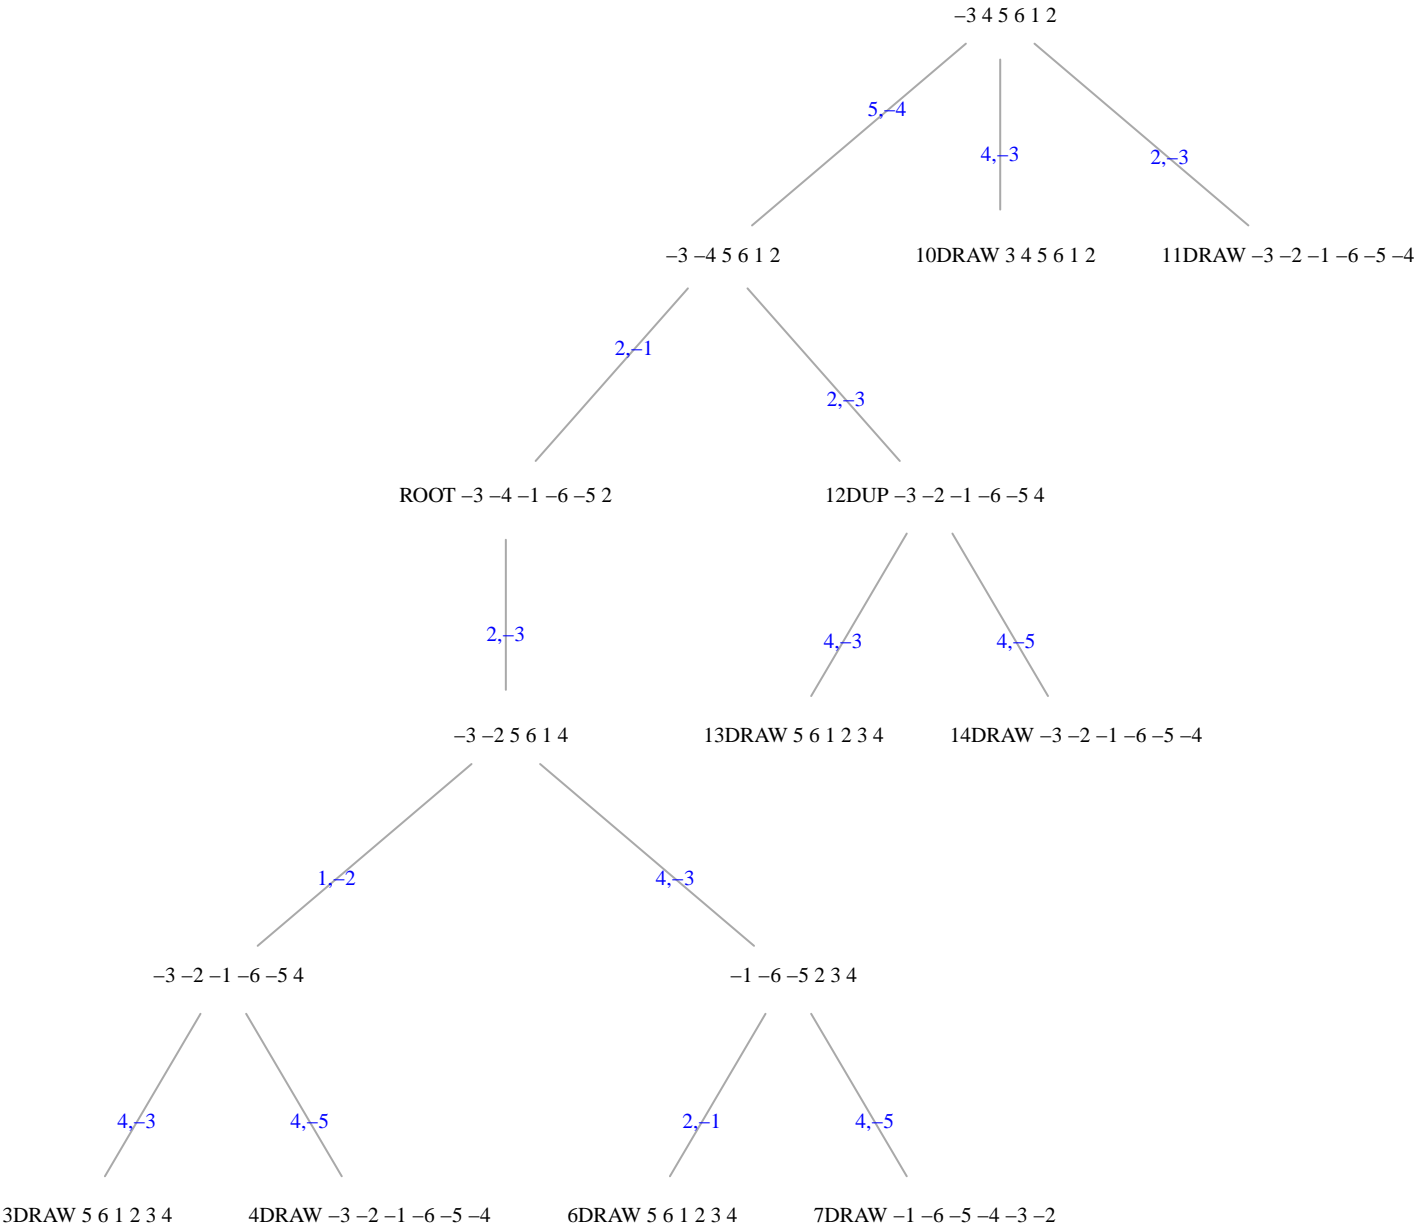 –3 4 5 6 1 2
5,–4
4,–3
2,–3
–3 –4 5 6 1 2
10DRAW 3 4 5 6 1 2
11DRAW –3 –2 –1 –6 –5 –4
2,–1
2,–3
ROOT –3 –4 –1 –6 –5 2
12DUP –3 –2 –1 –6 –5 4
2,–3
4,–3
4,–5
–3 –2 5 6 1 4
13DRAW 5 6 1 2 3 4
14DRAW –3 –2 –1 –6 –5 –4
1,–2
4,–3
–3 –2 –1 –6 –5 4
–1 –6 –5 2 3 4
4,–3
4,–5
2,–1
4,–5
3DRAW 5 6 1 2 3 4
4DRAW –3 –2 –1 –6 –5 –4
6DRAW 5 6 1 2 3 4
7DRAW –1 –6 –5 –4 –3 –2